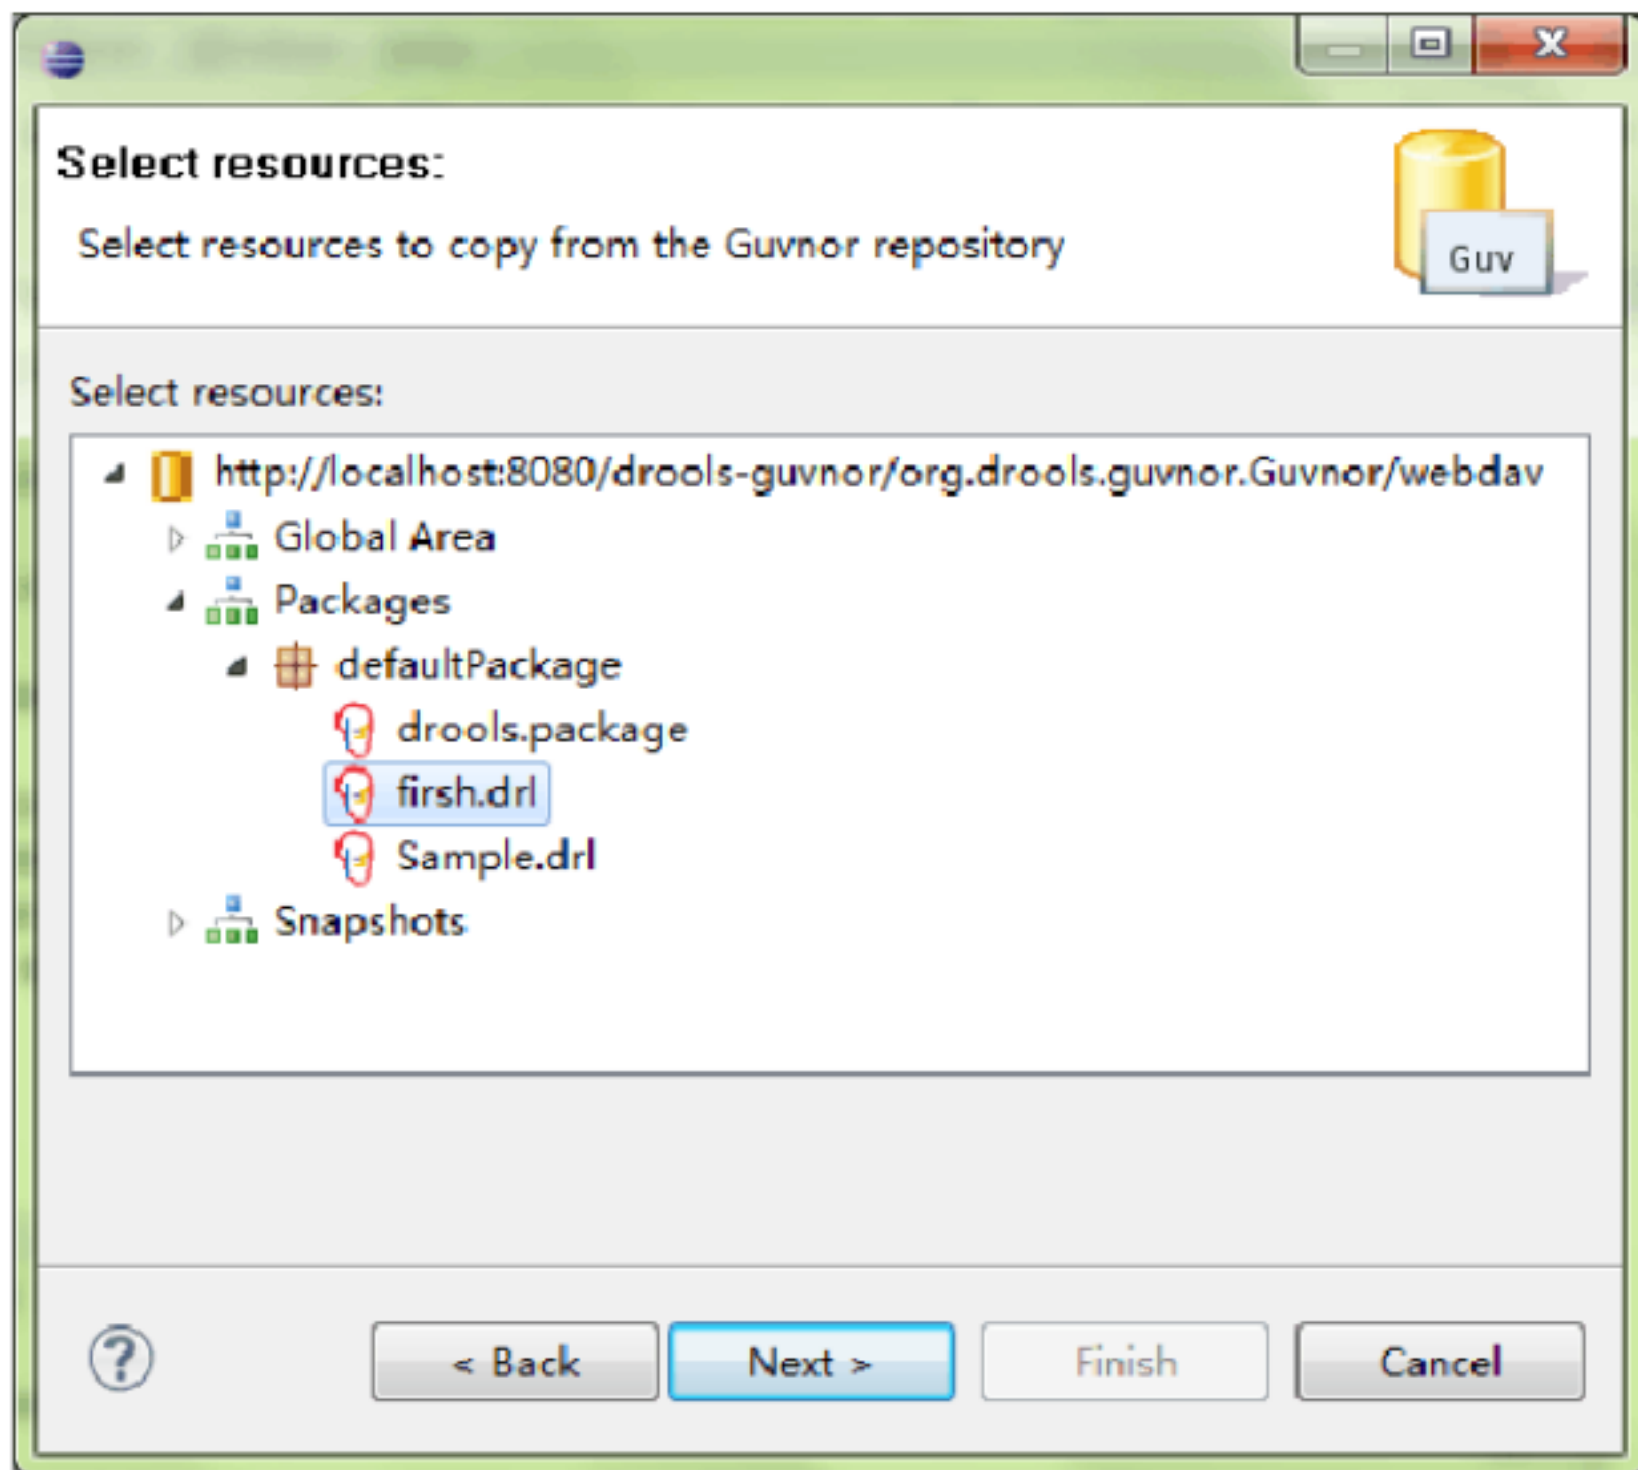 Select resources:
Select resources to copy from the Guvnor repository
Guv
Select resources:
http://localhost:8080/drools-guvnor/org.drools.guvnor.Guvnor/webdav
Global Area
Packages
defaultPackage
drools.package
firsh.drl
Sample.drl
Snapshots
< Back
Next >
Finish
Cancel